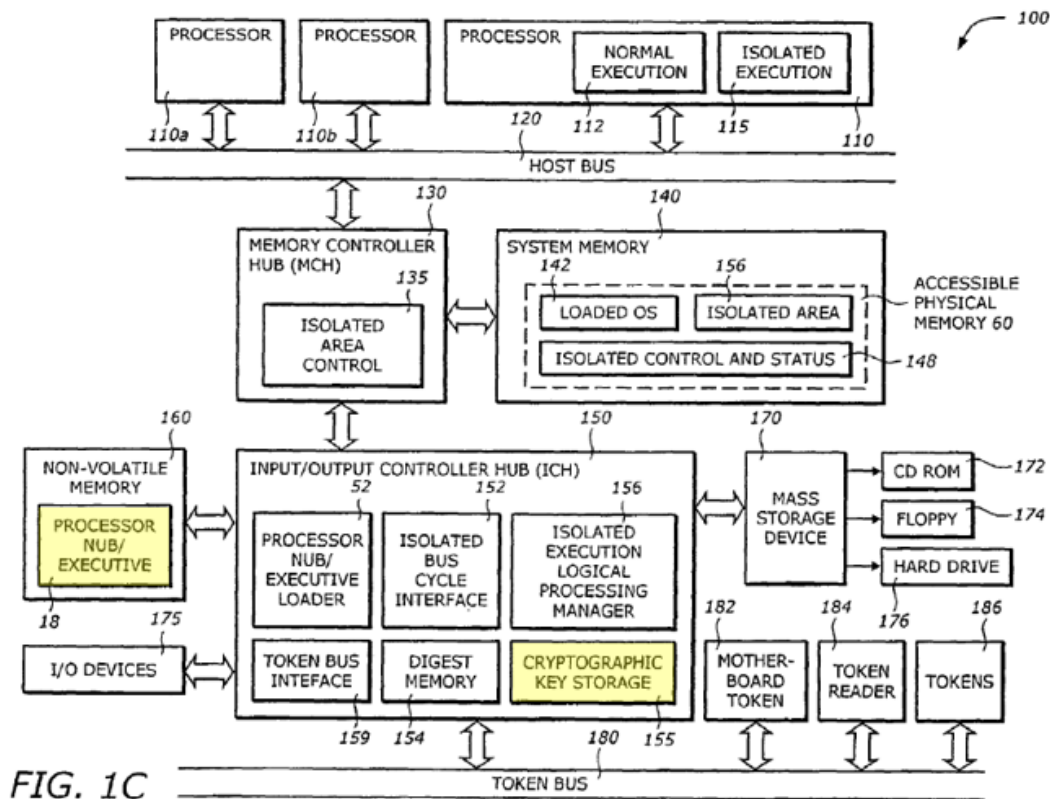 100
PROCESSOR
110a
PROCESSOR
110b
PROCESSOR
NORMAL
EXECUTION
112
ISOLATED
EXECUTION
115
110
120
HOST BUS
130
MEMORY CONTROLLER
HUB (MCH)
135
ISOLATED
AREA
CONTROL
140
SYSTEM MEMORY
142
LOADED OS
156
ISOLATED AREA
ISOLATED CONTROL AND STATUS
148
ACCESSIBLE
PHYSICAL
MEMORY 60
160
NON-VOLATILE
MEMORY
PROCESSOR
NUB/
EXECUTIVE
18
175
I/O DEVICES
150
INPUT/OUTPUT CONTROLLER HUB (ICH)
52
PROCESSOR
NUB/
EXECUTIVE
LOADER
152
ISOLATED
BUS
CYCLE
INTERFACE
156
ISOLATED
EXECUTION
LOGICAL
PROCESSING
MANAGER
TOKEN BUS
INTEFACE
159
DIGEST
MEMORY
154
CRYPTOGRAPHIC
KEY STORAGE
155
170
MASS
STORAGE
DEVICE
CD ROM
172
FLOPPY
174
HARD DRIVE
176
182
MOTHER-
BOARD
TOKEN
184
TOKEN
READER
186
TOKENS
180
TOKEN BUS
FIG. 1C